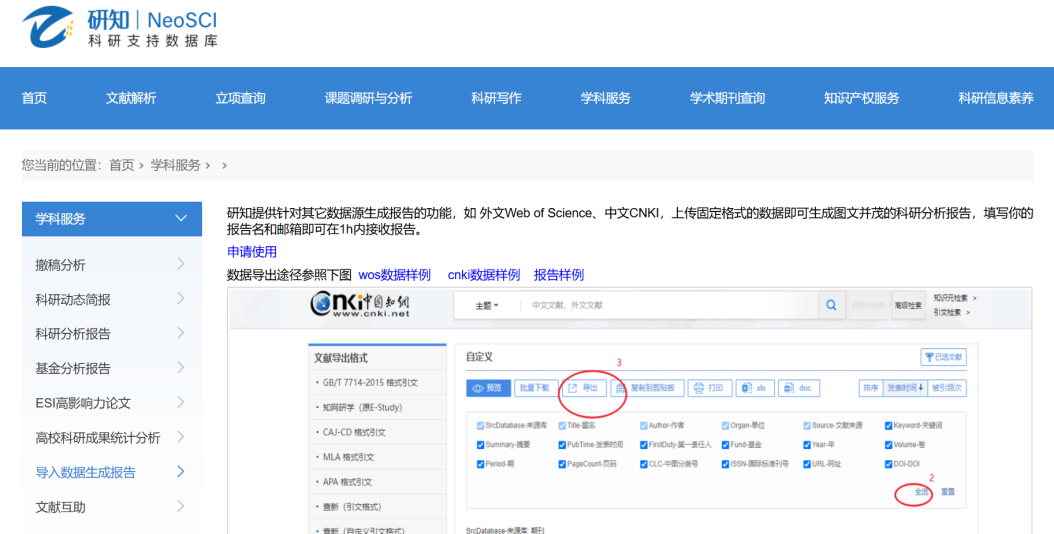 研知 | NeoSCI
科研支持数据库
首页 文献解析 立项查询 课题调研与分析 科研写作 学科服务 学术期刊查询 知识产权服务 科研信息素养
您当前的位置：首页 › 学科服务 › ›
学科服务
撤稿分析
科研动态简报
科研分析报告
基金分析报告
ESI高影响力论文
高校科研成果统计分析
导入数据生成报告
文献互助
研知提供针对其它数据源生成报告的功能，如 外文Web of Science、中文CNKI，上传固定格式的数据即可生成图文并茂的科研分析报告，填写你的
报告名和邮箱即可在1h内接收报告。
申请使用
数据导出途径参照下图 wos数据样例 cnki数据样例 报告样例
CNKi中国知网
www.cnki.net
主题 中文文献、外文文献
结果中检索 高级检索
知识元检索 >
引文检索 >
文献导出格式
· GB/T 7714-2015 格式引文
· 知网研学（原E-Study）
· CAJ-CD 格式引文
· MLA 格式引文
· APA 格式引文
· 查新（引文格式）
· 查新（自定义引文格式）
自定义 已选文献
3
预览 批量下载 导出 复制到剪贴板 打印 xls doc 排序 发表时间↓ 被引频次
SrcDatabase-来源库 Title-题名 Author-作者 Organ-单位 Source-文献来源 Keyword-关键词
Summary-摘要 PubTime-发表时间 FirstDuty-第一责任人 Fund-基金 Year-年 Volume-卷
Period-期 PageCount-页码 CLC-中图分类号 ISSN-国际标准刊号 URL-网址 DOI-DOI
2
全选 重置
SrcDatabase-来源库: 期刊